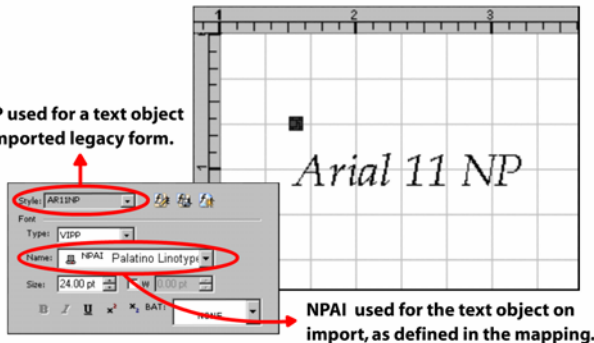 1 2 3
P used for a text object
mported legacy form.
Arial 11 NP
1
Style: AR11NP
Font
Type: VIPP
Name: NPAI Palatino Linotype
Size: 24.00 pt W 0.00 pt
B I U x² x₂ BAT: NONE
NPAI used for the text object on
import, as defined in the mapping.